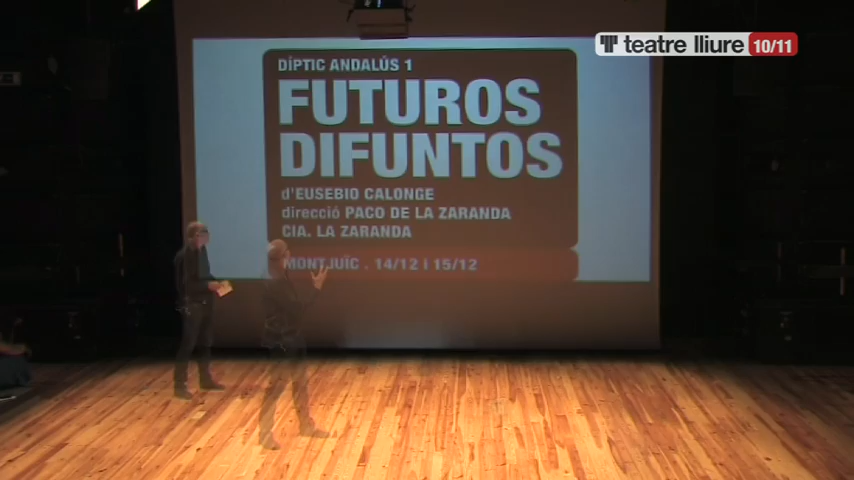 teatre lliure 10/11
DÍPTIC ANDALÚS 1
FUTUROS
DIFUNTOS
d'EUSEBIO CALONGE
direcció PACO DE LA ZARANDA
CIA. LA ZARANDA
MONTJUÏC . 14/12 i 15/12